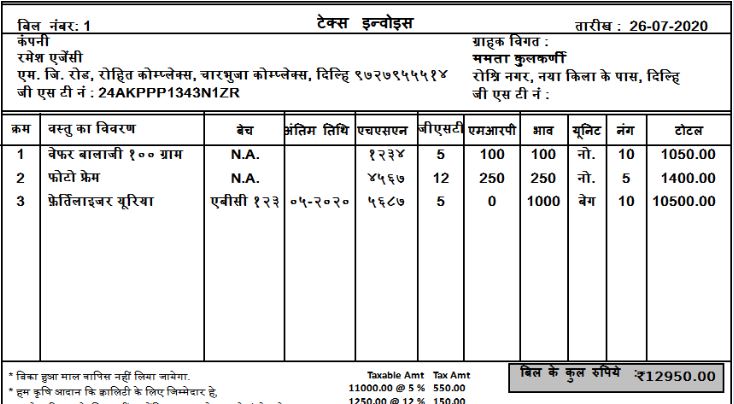 टेक्स इन्वोइस
बिल नंबर: 1 तारीख : 26-07-2020
कंपनी ग्राहक विगत :
रमेश एजेंसी ममता कुलकर्णी
एम. जि. रोड, रोहित कोम्प्लेक्स, चारभुजा कोम्प्लेक्स, दिल्हि ९७२७९५५५१४ रोश्नि नगर, नया किला के पास, दिल्हि
जी एस टी नं : 24AKPPP1343N1ZR जी एस टी नं :
क्रम वस्तु का विवरण बेच अंतिम तिथि एचएसएन जीएसटी एमआरपी भाव यूनिट नंग टोटल
1 वेफर बालाजी १०० ग्राम N.A. १२३४ 5 100 100 नो. 10 1050.00
2 फोटो फ्रेम N.A. ४५६७ 12 250 250 नो. 5 1400.00
3 फ़ेर्तिलाइजर यूरिया एबीसी १२३ ०५-२०२० ५६८७ 5 0 1000 बेग 10 10500.00
* बिका हुआ माल वापिस नहीं लिया जायेगा. Taxable Amt Tax Amt बिल के कुल रुपिये : ₹12950.00
* हम कृषि आदान कि क्वालिटी के लिए जिम्मेदार हे, 11000.00 @ 5 % 550.00
1250.00 @ 12 % 150.00